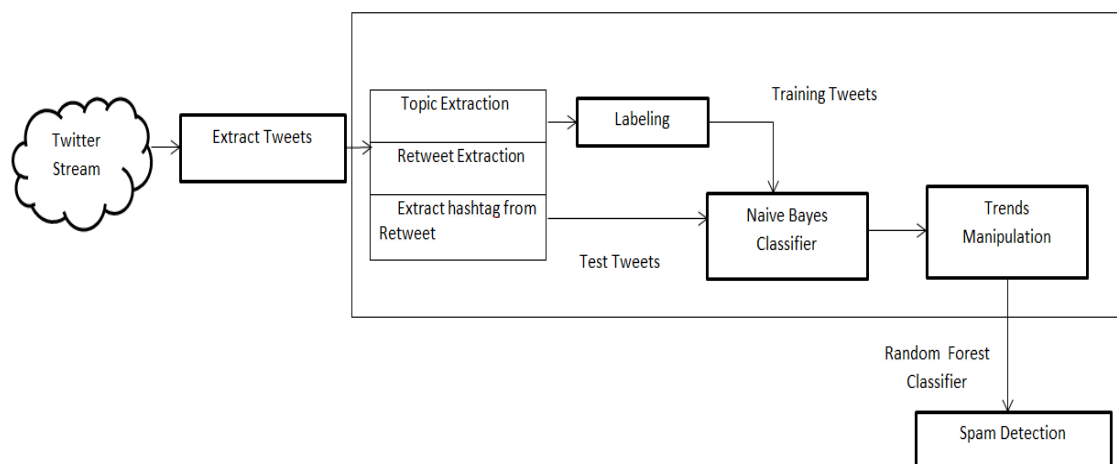 Twitter
Stream
Extract Tweets
Topic Extraction
Retweet Extraction
Extract hashtag from
Retweet
Labeling
Training Tweets
Test Tweets
Naive Bayes
Classifier
Trends
Manipulation
Random Forest
Classifier
Spam Detection